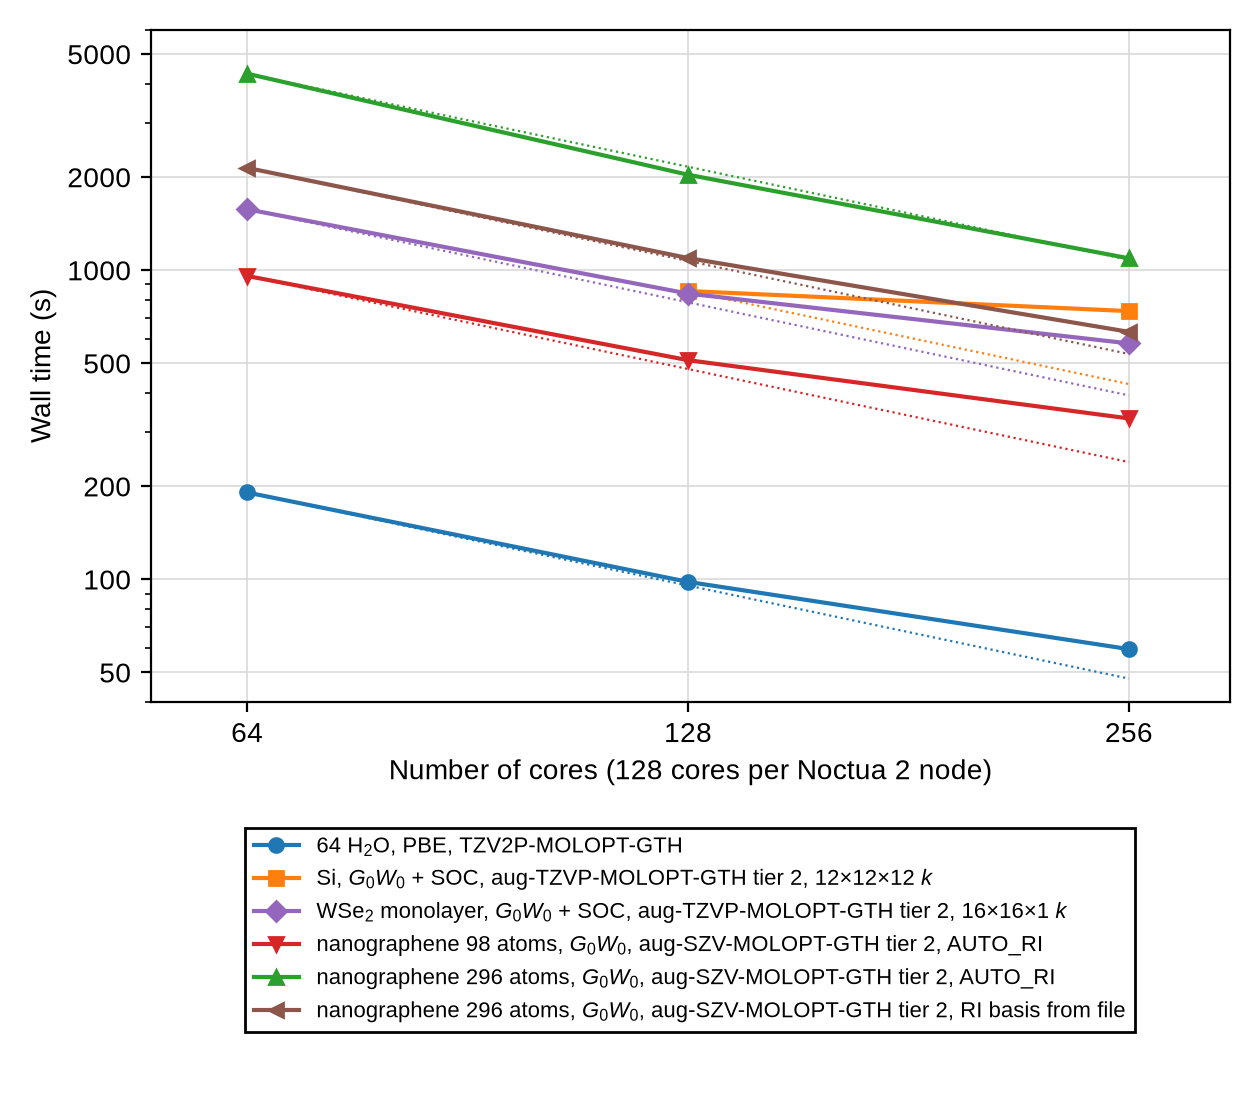 5000
2000
1000
500
200
100
50
Wall time (s)
64 128 256
Number of cores (128 cores per Noctua 2 node)
64 H₂O, PBE, TZV2P-MOLOPT-GTH
Si, G₀W₀ + SOC, aug-TZVP-MOLOPT-GTH tier 2, 12×12×12 k
WSe₂ monolayer, G₀W₀ + SOC, aug-TZVP-MOLOPT-GTH tier 2, 16×16×1 k
nanographene 98 atoms, G₀W₀, aug-SZV-MOLOPT-GTH tier 2, AUTO_RI
nanographene 296 atoms, G₀W₀, aug-SZV-MOLOPT-GTH tier 2, AUTO_RI
nanographene 296 atoms, G₀W₀, aug-SZV-MOLOPT-GTH tier 2, RI basis from file